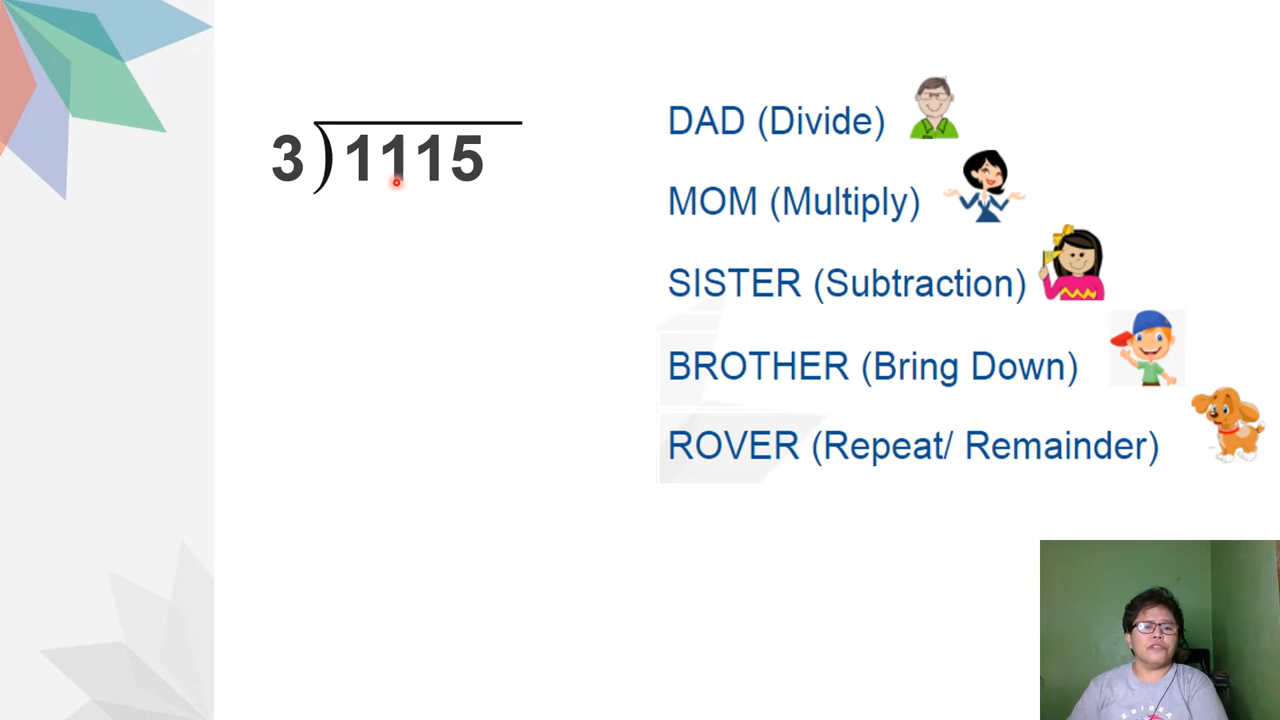 3)1115
DAD (Divide)
MOM (Multiply)
SISTER (Subtraction)
BROTHER (Bring Down)
ROVER (Repeat/ Remainder)